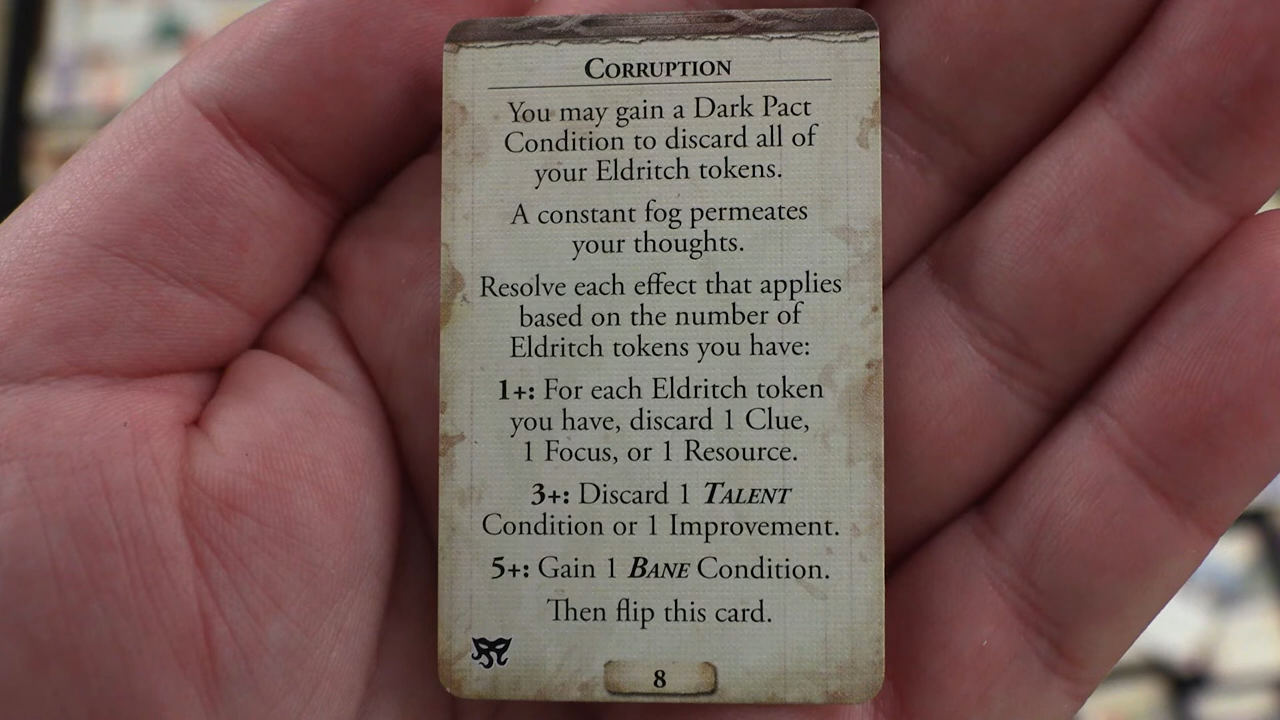 CORRUPTION
You may gain a Dark Pact
Condition to discard all of
your Eldritch tokens.
A constant fog permeates
your thoughts.
Resolve each effect that applies
based on the number of
Eldritch tokens you have:
1+: For each Eldritch token
you have, discard 1 Clue,
1 Focus, or 1 Resource.
3+: Discard 1 TALENT
Condition or 1 Improvement.
5+: Gain 1 BANE Condition.
Then flip this card.
8